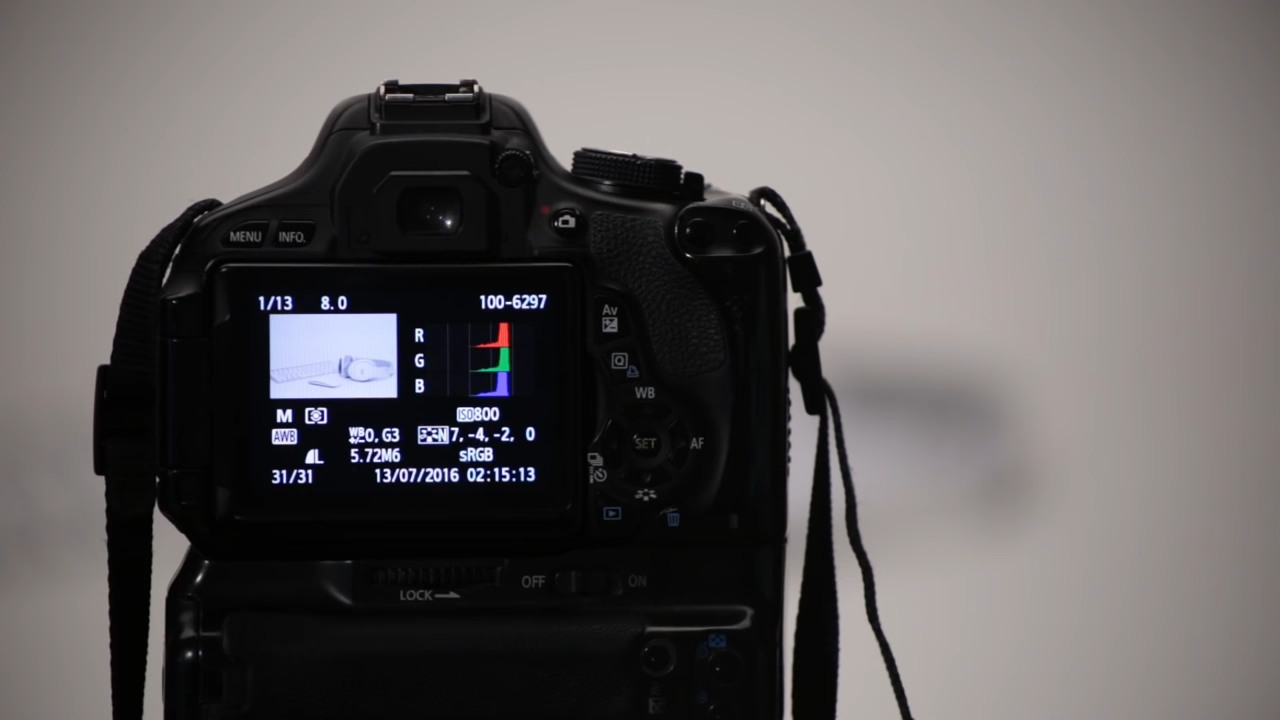 MENU INFO.
1/13 8.0 100-6297
R
G
B
M ISO800
AWB WB+/- 0, G3 N 7, -4, -2, 0
L 5.72MB sRGB
31/31 13/07/2016 02:15:13
Av
Q
WB
SET AF
LOCK OFF ON